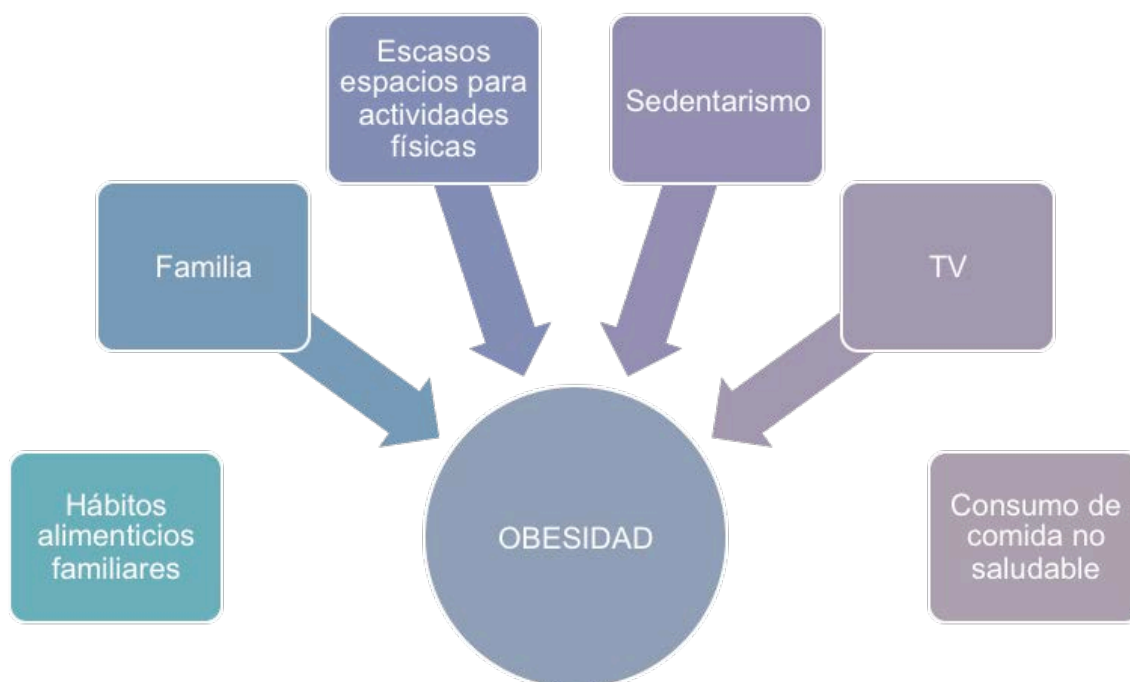 Escasos
espacios para
actividades
físicas
Sedentarismo
Familia
TV
Hábitos
alimenticios
familiares
OBESIDAD
Consumo de
comida no
saludable